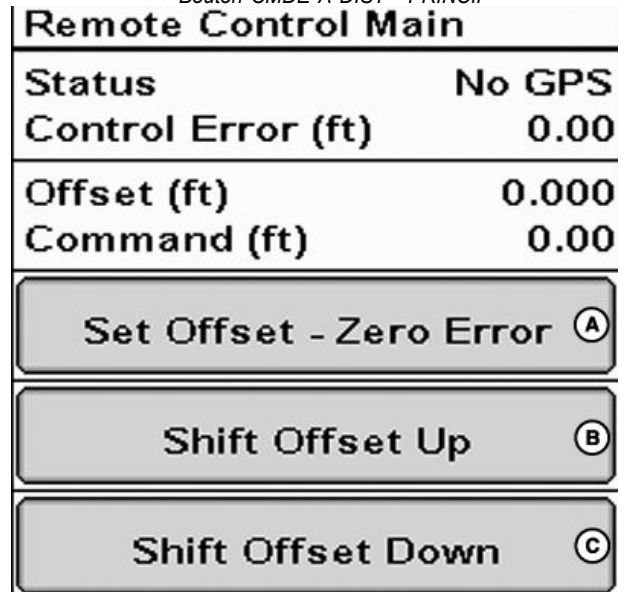 Remote Control Main
Status No GPS
Control Error (ft) 0.00
Offset (ft) 0.000
Command (ft) 0.00
Set Offset - Zero Error A
Shift Offset Up B
Shift Offset Down C